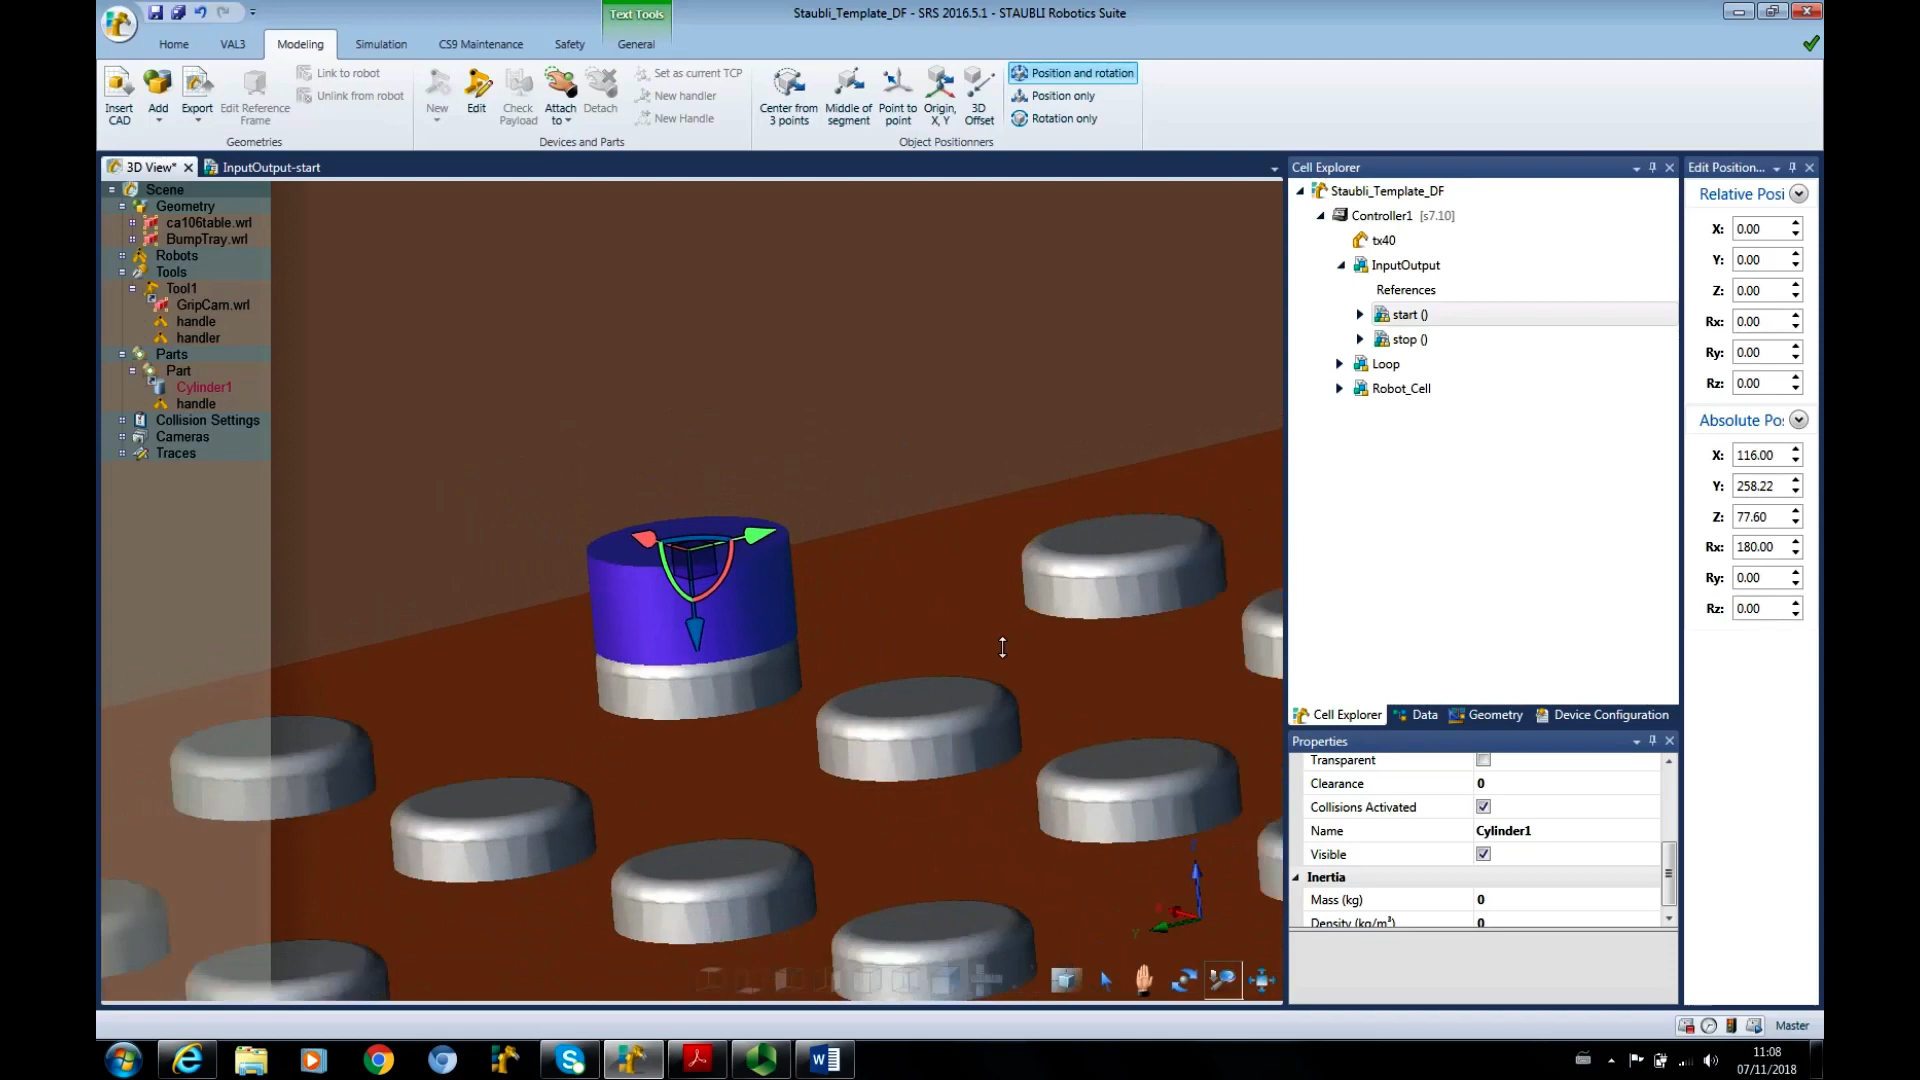 Text Tools
Staubli_Template_DF - SRS 2016.5.1 - STAUBLI Robotics Suite
Home VAL3 Modeling Simulation CS9 Maintenance Safety General
Insert CAD
Add
Export
Edit Reference Frame
Link to robot
Unlink from robot
Geometries
New
Edit
Check Payload
Attach to
Detach
Set as current TCP
New handler
New Handle
Devices and Parts
Center from 3 points
Middle of segment
Point to point
Origin, X, Y
3D Offset
Position and rotation
Position only
Rotation only
Object Positionners
3D View* InputOutput-start
Scene
Geometry
ca106table.wrl
BumpTray.wrl
Robots
Tools
Tool1
GripCam.wrl
handle
handler
Parts
Part
Cylinder1
handle
Collision Settings
Cameras
Traces
Z
X
Y
Cell Explorer
Staubli_Template_DF
Controller1 [s7.10]
tx40
InputOutput
References
start ()
stop ()
Loop
Robot_Cell
Cell Explorer Data Geometry Device Configuration
Properties
Transparent
Clearance 0
Collisions Activated
Name Cylinder1
Visible
Inertia
Mass (kg) 0
Density (kg/m³) 0
Edit Position...
Relative Posi
X: 0.00
Y: 0.00
Z: 0.00
Rx: 0.00
Ry: 0.00
Rz: 0.00
Absolute Po:
X: 116.00
Y: 258.22
Z: 77.60
Rx: 180.00
Ry: 0.00
Rz: 0.00
Master
11:08
07/11/2018